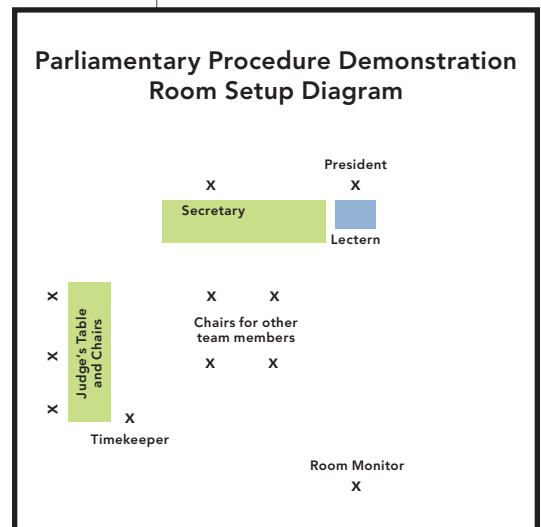 Parliamentary Procedure Demonstration
Room Setup Diagram
President
X X
Secretary
Lectern
X X X
Chairs for other
team members
Judge's Table
and Chairs
X X X
X X
Timekeeper
Room Monitor
X